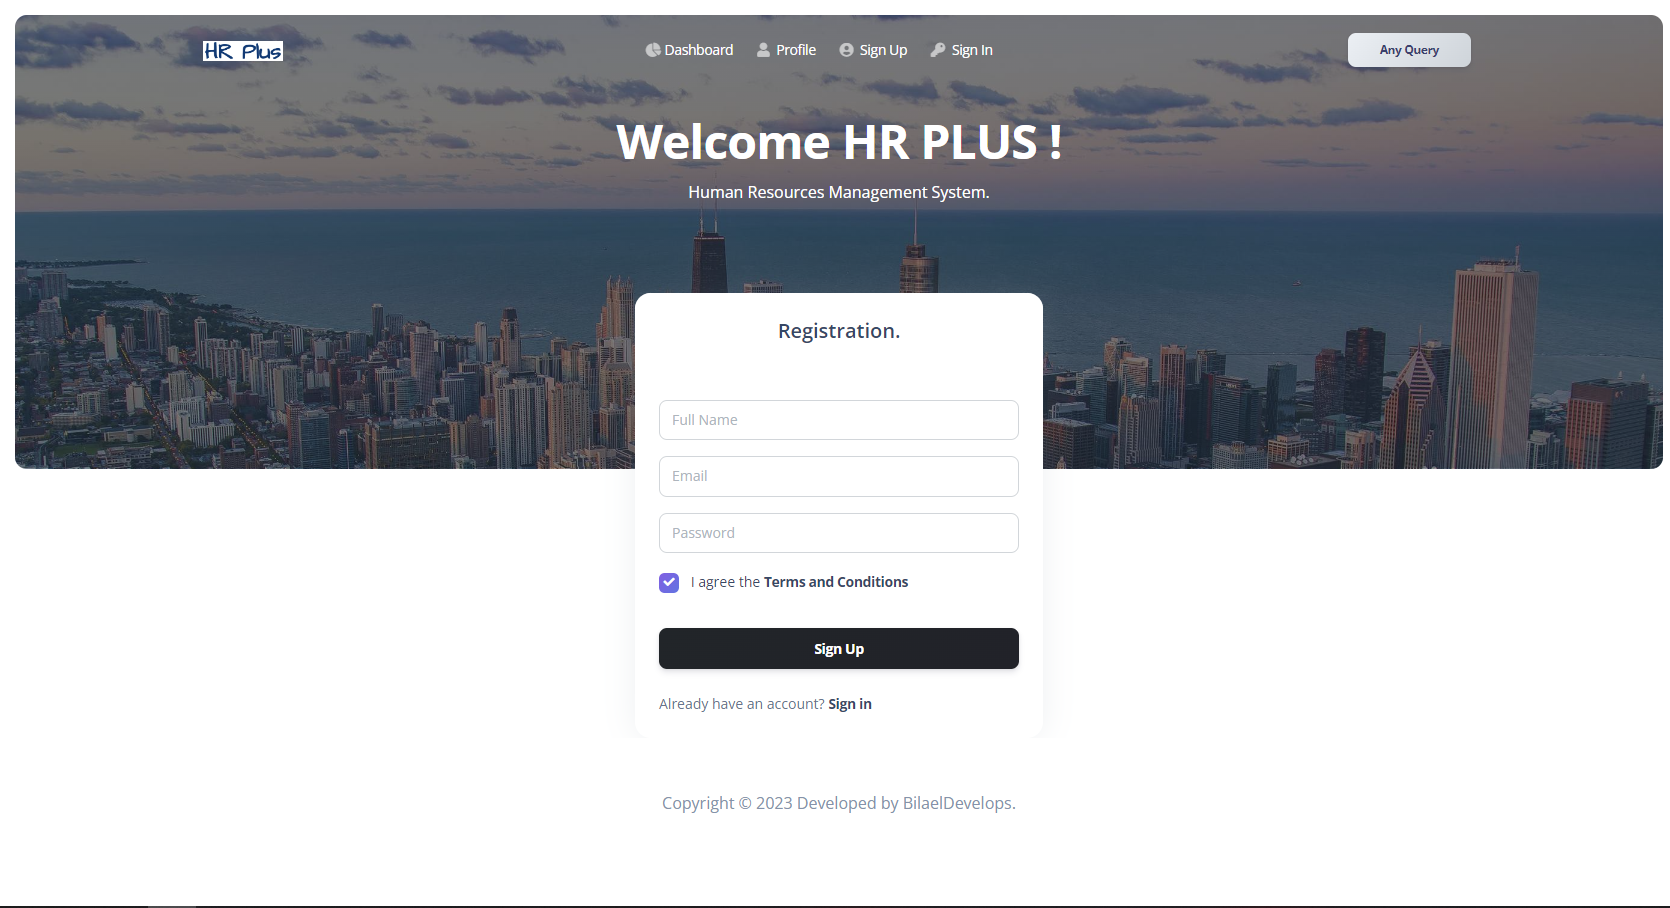 HR Plus
Dashboard
Profile
Sign Up
Sign In
Any Query
Welcome HR PLUS !
Human Resources Management System.
Registration.
Full Name
Email
Password
I agree the Terms and Conditions
Sign Up
Already have an account? Sign in
Copyright © 2023 Developed by BilaelDevelops.